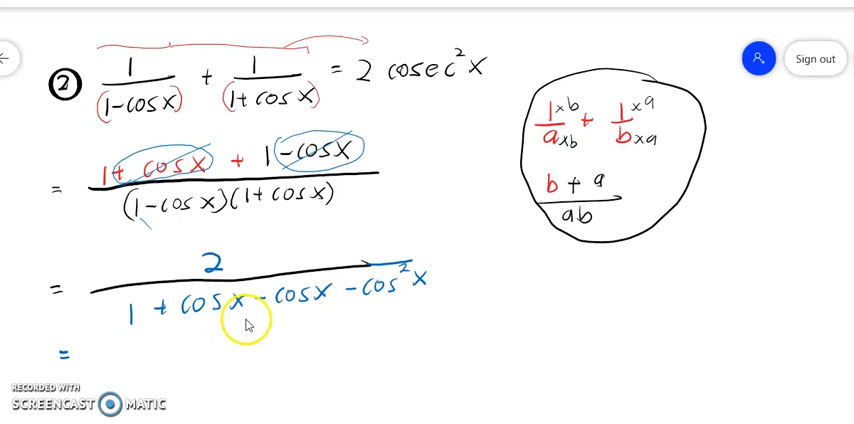 Sign out
② 1/(1-cosx) + 1/(1+cosx) = 2 cosec²x
= 1+ cosx + 1 -cosx / (1-cosx)(1+cosx)
= 2 / 1 + cosx - cosx - cos²x
=
1×b/a×b + 1×a/b×a
b + a / ab
RECORDED WITH
SCREENCAST MATIC